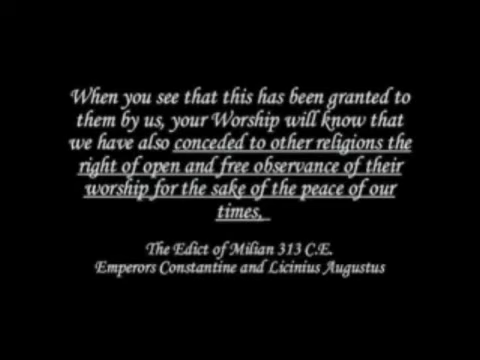 When you see that this has been granted to
them by us, your Worship will know that
we have also conceded to other religions the
right of open and free observance of their
worship for the sake of the peace of our
times,
The Edict of Milian 313 C.E.
Emperors Constantine and Licinius Augustus